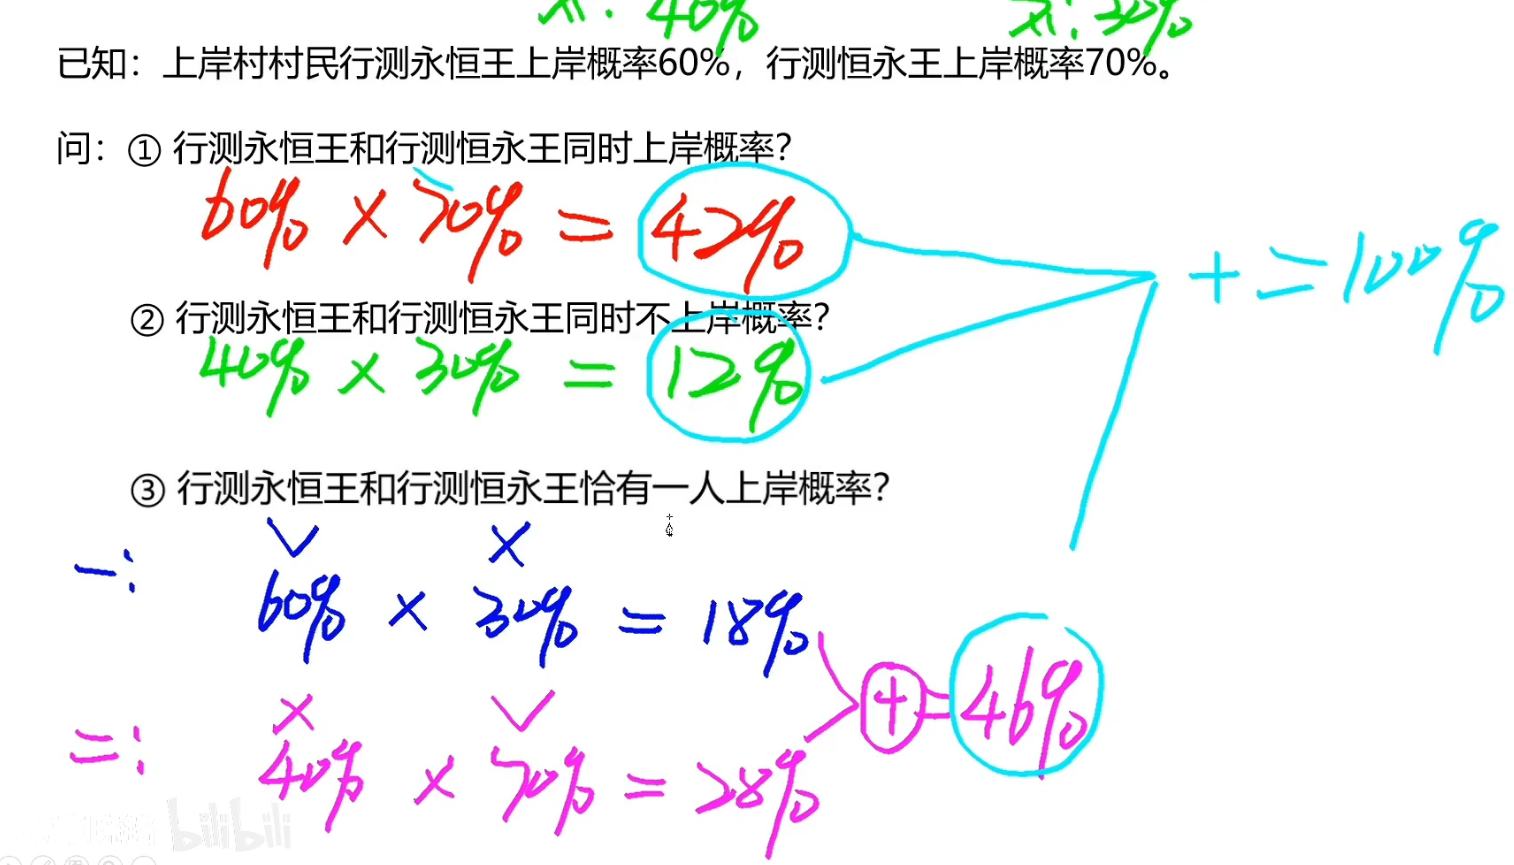 x：40% x：30%
已知：上岸村村民行测永恒王上岸概率60%，行测恒永王上岸概率70%。
问：① 行测永恒王和行测恒永王同时上岸概率？
60% × 70% = 42%
+ = 100%
② 行测永恒王和行测恒永王同时不上岸概率？
40% × 30% = 12%
③ 行测永恒王和行测恒永王恰有一人上岸概率？
一： ✓ ×
60% × 30% = 18%
+ = 46%
二： × ✓
40% × 70% = 28%
bilibili